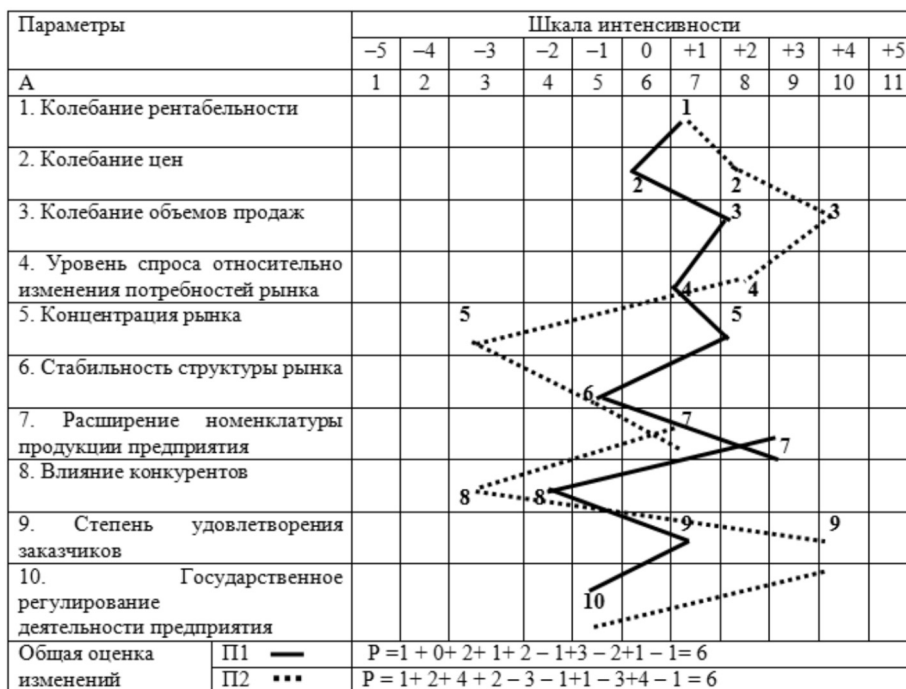 Параметры Шкала интенсивности
–5 –4 –3 –2 –1 0 +1 +2 +3 +4 +5
А 1 2 3 4 5 6 7 8 9 10 11
1. Колебание рентабельности 1
2. Колебание цен 2 2
3. Колебание объемов продаж 3 3
4. Уровень спроса относительно
изменения потребностей рынка 4 4
5. Концентрация рынка 5 5
6. Стабильность структуры рынка 6
7. Расширение номенклатуры 7
продукции предприятия 7
8. Влияние конкурентов 8 8
9. Степень удовлетворения 9 9
заказчиков
10. Государственное
регулирование 10
деятельности предприятия
Общая оценка П1 Р =1 + 0+ 2+ 1+ 2 – 1+3 – 2+1 – 1= 6
изменений П2 Р = 1+ 2+ 4 + 2 – 3 – 1+1 – 3+4 – 1 = 6